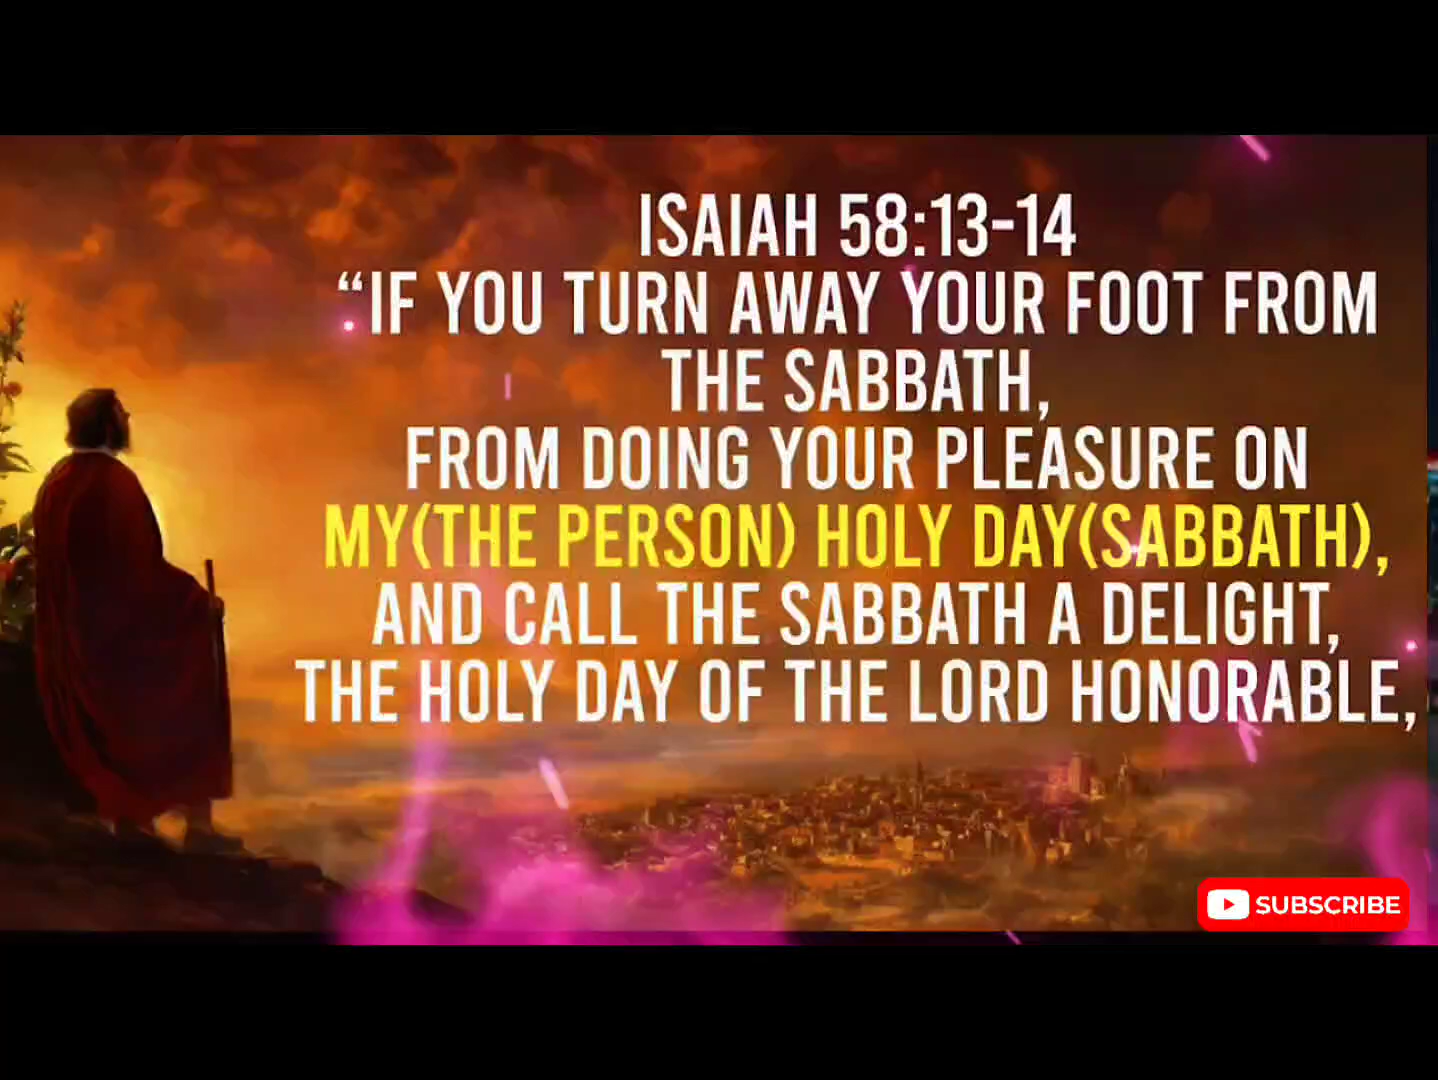 ISAIAH 58:13-14
“IF YOU TURN AWAY YOUR FOOT FROM
THE SABBATH,
FROM DOING YOUR PLEASURE ON
MY(THE PERSON) HOLY DAY(SABBATH),
AND CALL THE SABBATH A DELIGHT,
THE HOLY DAY OF THE LORD HONORABLE,
SUBSCRIBE